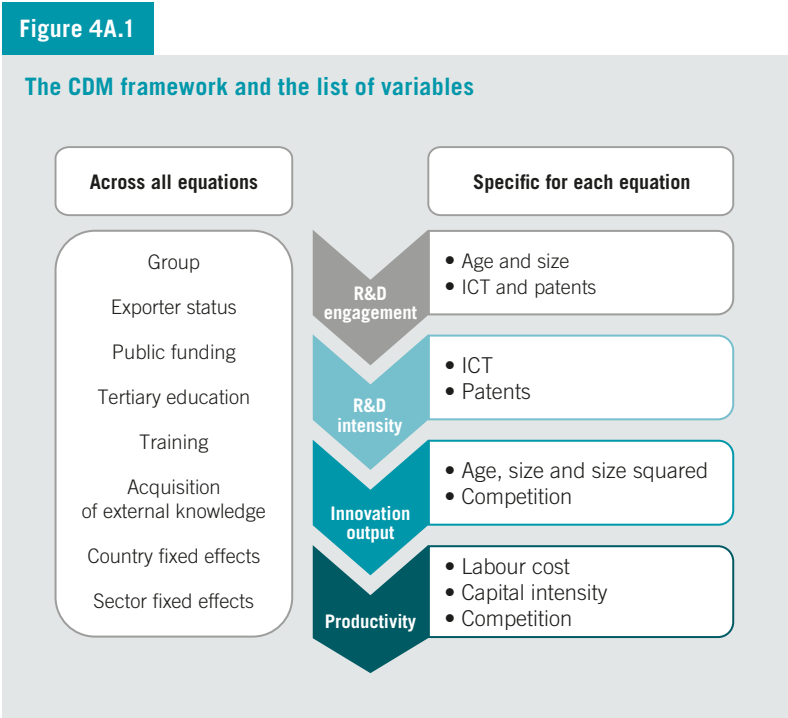 Figure 4A.1
The CDM framework and the list of variables
Across all equations
Specific for each equation
Group
Exporter status
Public funding
Tertiary education
Training
Acquisition
of external knowledge
Country fixed effects
Sector fixed effects
R&D
engagement
• Age and size
• ICT and patents
R&D
intensity
• ICT
• Patents
Innovation
output
• Age, size and size squared
• Competition
Productivity
• Labour cost
• Capital intensity
• Competition